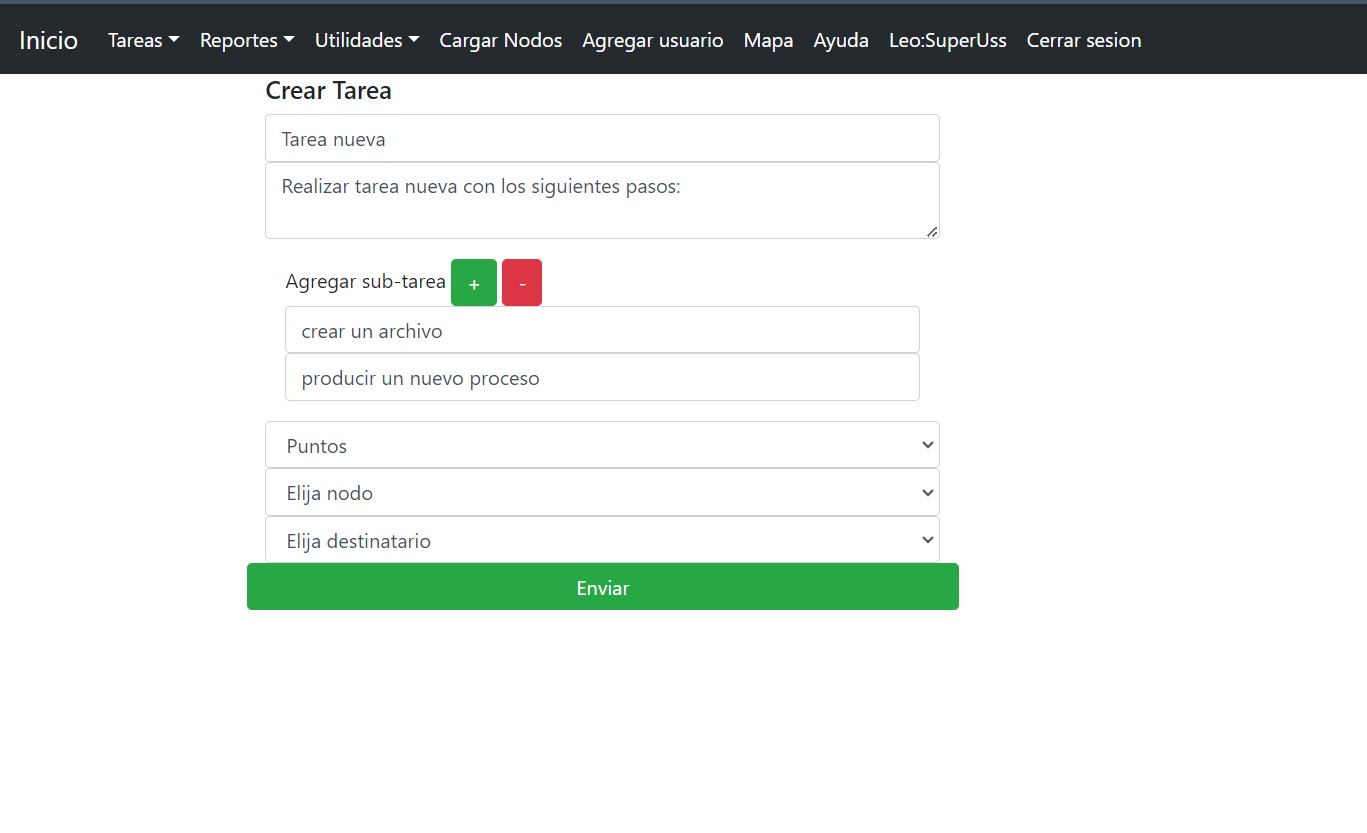 Inicio Tareas Reportes Utilidades Cargar Nodos Agregar usuario Mapa Ayuda Leo:SuperUss Cerrar sesion
Crear Tarea
Tarea nueva
Realizar tarea nueva con los siguientes pasos:
Agregar sub-tarea + -
crear un archivo
producir un nuevo proceso
Puntos
Elija nodo
Elija destinatario
Enviar